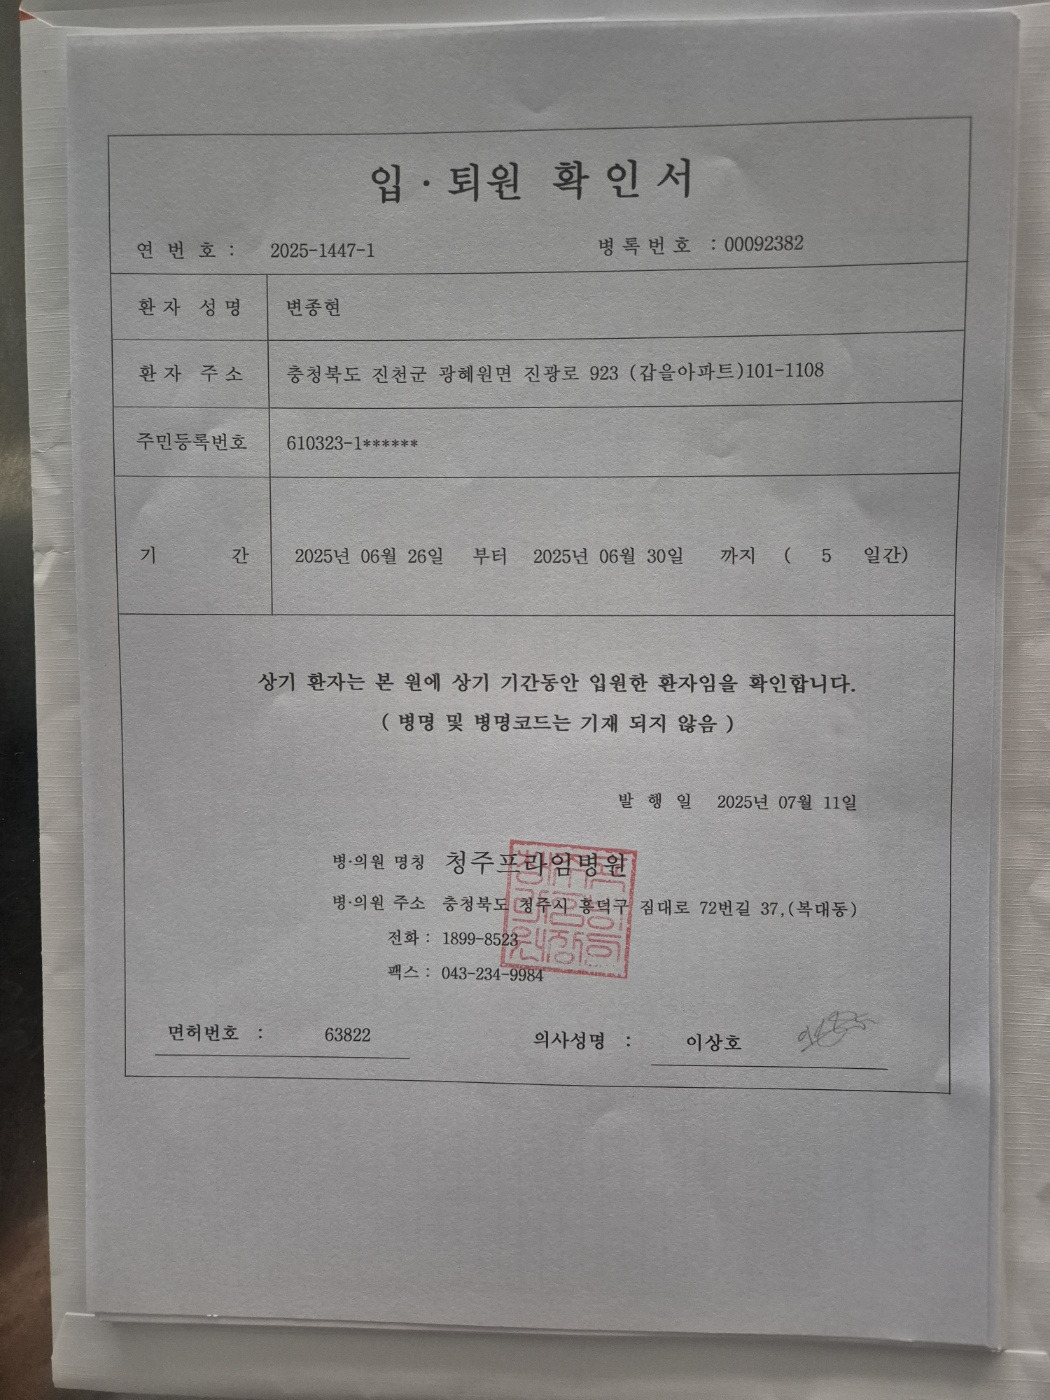 입·퇴원 확인서
연 번 호 : 2025-1447-1 병록번호 : 00092382
환자 성명 변종현
환자 주소 충청북도 진천군 광혜원면 진광로 923 (갑을아파트)101-1108
주민등록번호 610323-1******
기 간 2025년 06월 26일 부터 2025년 06월 30일 까지 ( 5 일간)
상기 환자는 본 원에 상기 기간동안 입원한 환자임을 확인합니다.
( 병명 및 병명코드는 기재 되지 않음 )
발 행 일 2025년 07월 11일
병·의원 명칭 청주프라임병원
병·의원 주소 충청북도 청주시 흥덕구 짐대로 72번길 37,(복대동)
전화 : 1899-8523
팩스 : 043-234-9984
면허번호 : 63822 의사성명 : 이상호